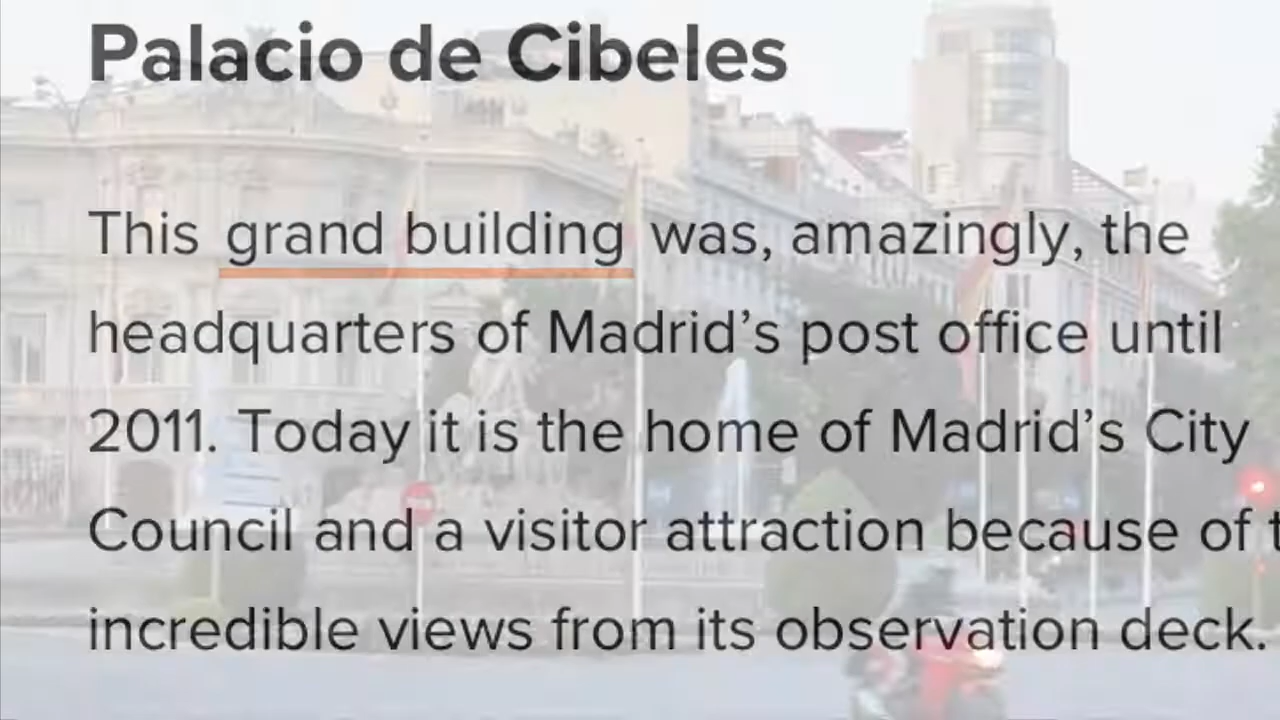 Palacio de Cibeles
This grand building was, amazingly, the
headquarters of Madrid’s post office until
2011. Today it is the home of Madrid’s City
Council and a visitor attraction because of t
incredible views from its observation deck.